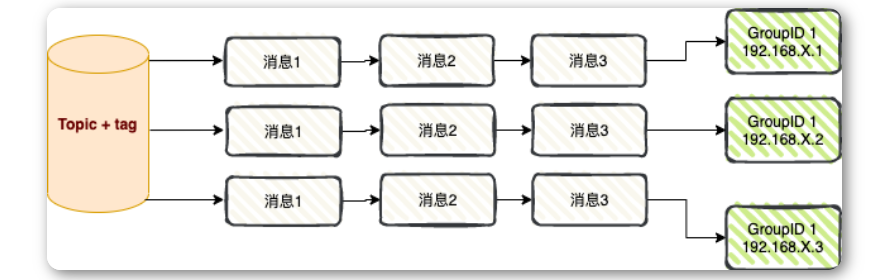 Topic + tag
消息1
消息2
消息3
GroupID 1
192.168.X.1
消息1
消息2
消息3
GroupID 1
192.168.X.2
消息1
消息2
消息3
GroupID 1
192.168.X.3